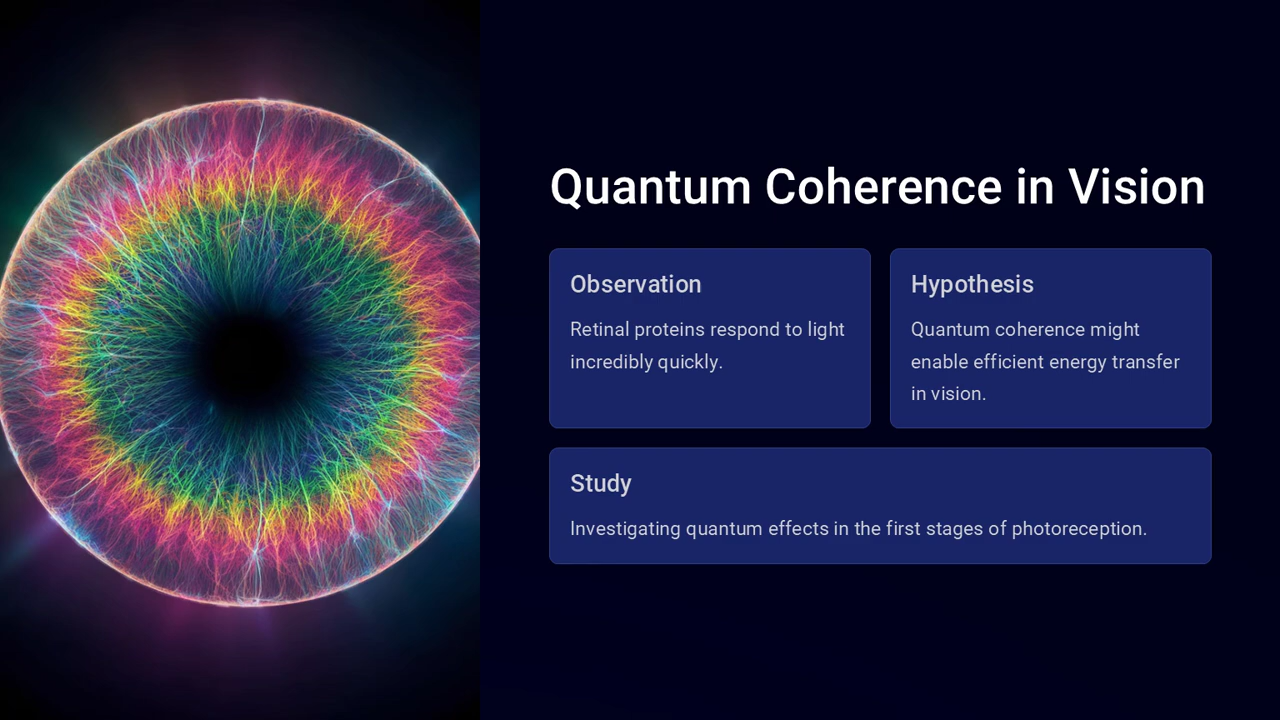 Quantum Coherence in Vision
Observation
Retinal proteins respond to light
incredibly quickly.
Hypothesis
Quantum coherence might
enable efficient energy transfer
in vision.
Study
Investigating quantum effects in the first stages of photoreception.